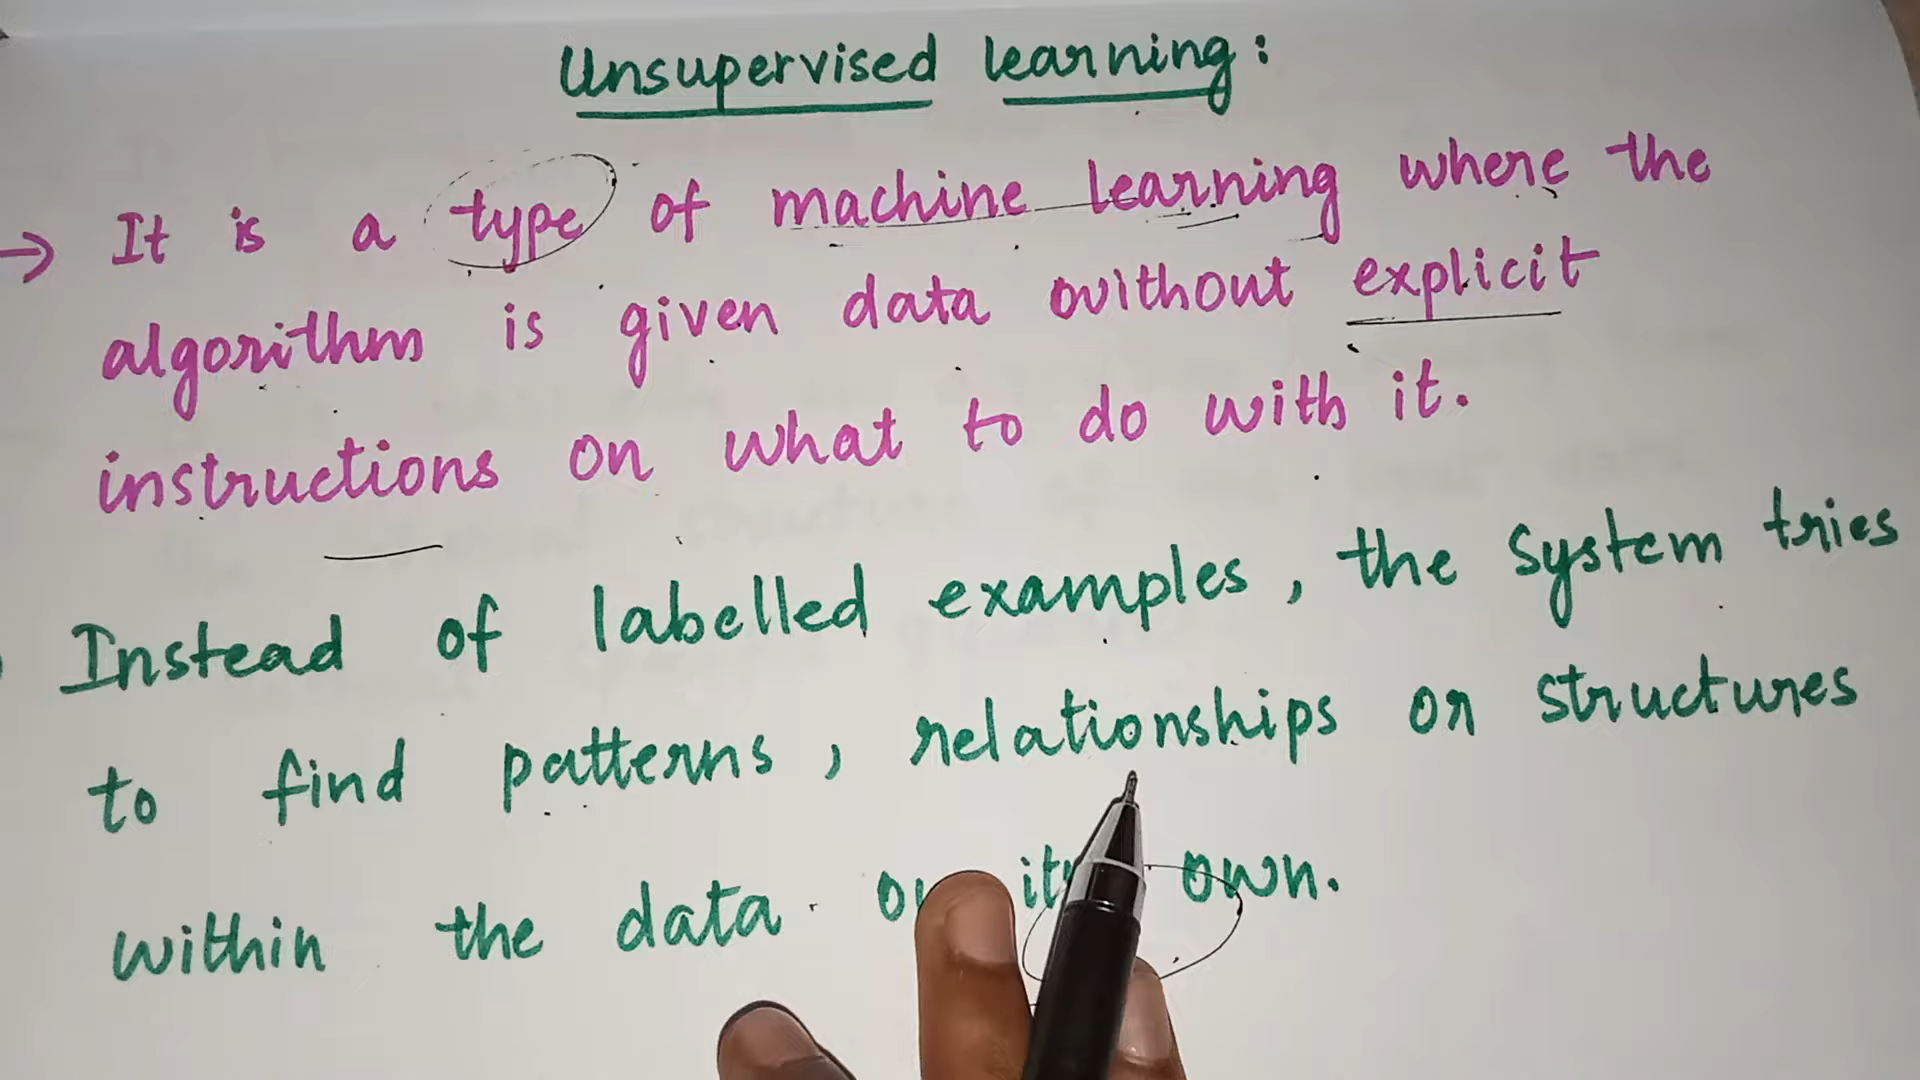 Unsupervised learning:
→ It is a type of machine learning where the
algorithm is given data without explicit
instructions on what to do with it.
Instead of labelled examples, the system tries
to find patterns, relationships or structures
within the data own.